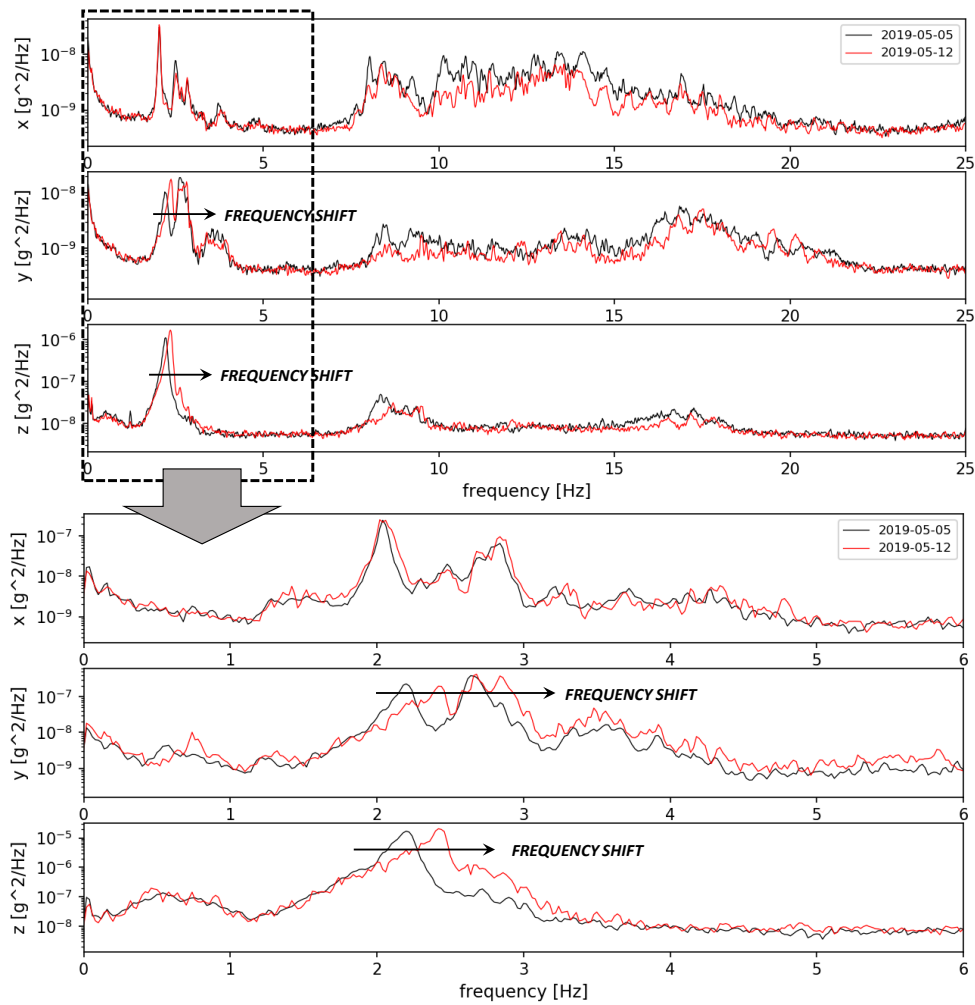 2019-05-05
2019-05-12
x [g^2/Hz]
10^-8
10^-9
0 5 10 15 20 25
y [g^2/Hz]
10^-8
10^-9
FREQUENCY SHIFT
0 5 10 15 20 25
z [g^2/Hz]
10^-6
10^-7
10^-8
FREQUENCY SHIFT
0 5 10 15 20 25
frequency [Hz]
2019-05-05
2019-05-12
x [g^2/Hz]
10^-7
10^-8
10^-9
0 1 2 3 4 5 6
y [g^2/Hz]
10^-7
10^-8
10^-9
FREQUENCY SHIFT
0 1 2 3 4 5 6
z [g^2/Hz]
10^-5
10^-6
10^-7
10^-8
FREQUENCY SHIFT
0 1 2 3 4 5 6
frequency [Hz]